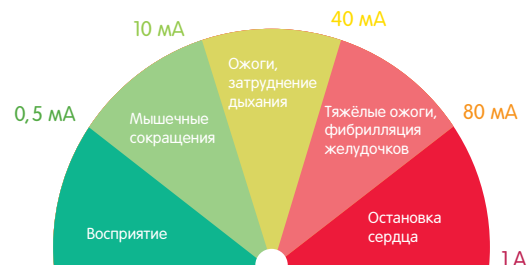 0,5 мА
10 мА
40 мА
80 мА
1 А
Восприятие
Мышечные
сокращения
Ожоги,
затруднение
дыхания
Тяжёлые ожоги,
фибрилляция
желудочков
Остановка
сердца